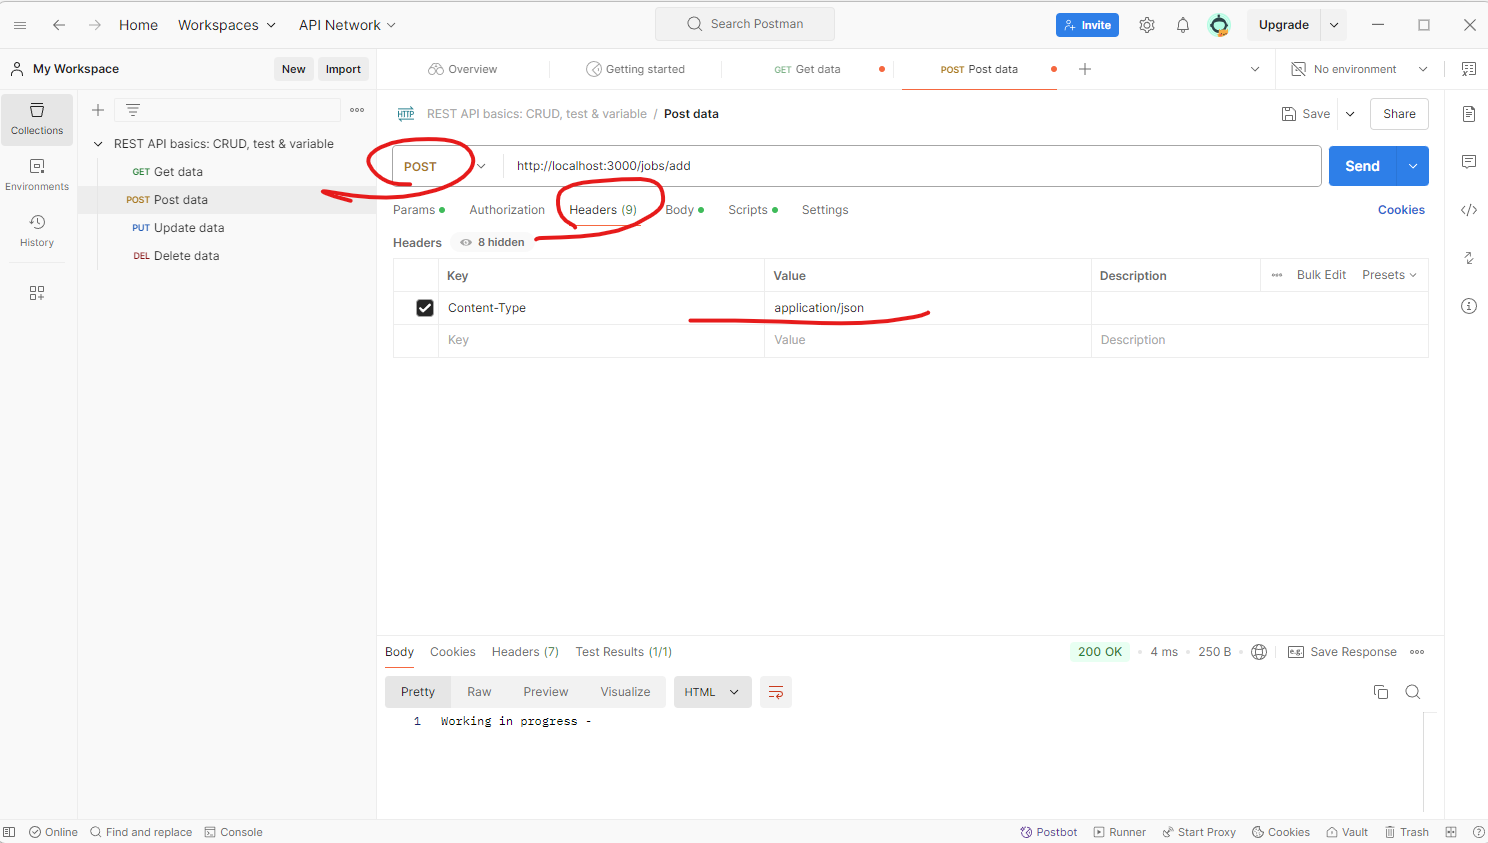 Home Workspaces API Network Search Postman Invite Upgrade
My Workspace New Import Overview Getting started GET Get data POST Post data No environment
Collections
Environments
History
REST API basics: CRUD, test & variable
GET Get data
POST Post data
PUT Update data
DEL Delete data
HTTP REST API basics: CRUD, test & variable / Post data Save Share
POST http://localhost:3000/jobs/add Send
Params Authorization Headers (9) Body Scripts Settings Cookies
Headers 8 hidden
Key Value Description Bulk Edit Presets
Content-Type application/json
Key Value Description
Body Cookies Headers (7) Test Results (1/1) 200 OK 4 ms 250 B e.g. Save Response
Pretty Raw Preview Visualize HTML
1 Working in progress -
Online Find and replace Console Postbot Runner Start Proxy Cookies Vault Trash